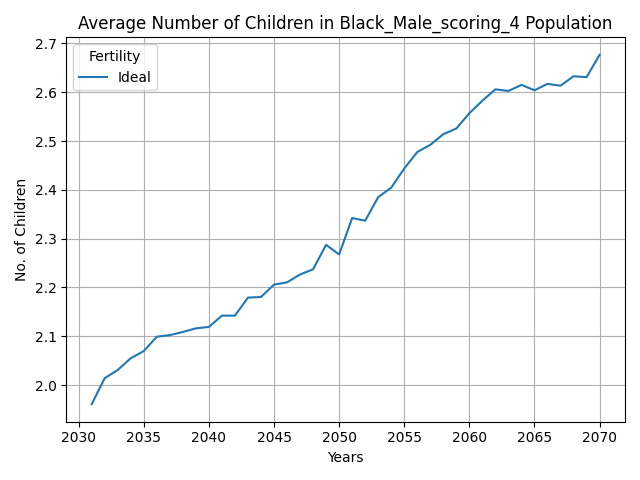 Average Number of Children in Black_Male_scoring_4 Population
Fertility
Ideal
No. of Children
2.7
2.6
2.5
2.4
2.3
2.2
2.1
2.0
2030 2035 2040 2045 2050 2055 2060 2065 2070
Years